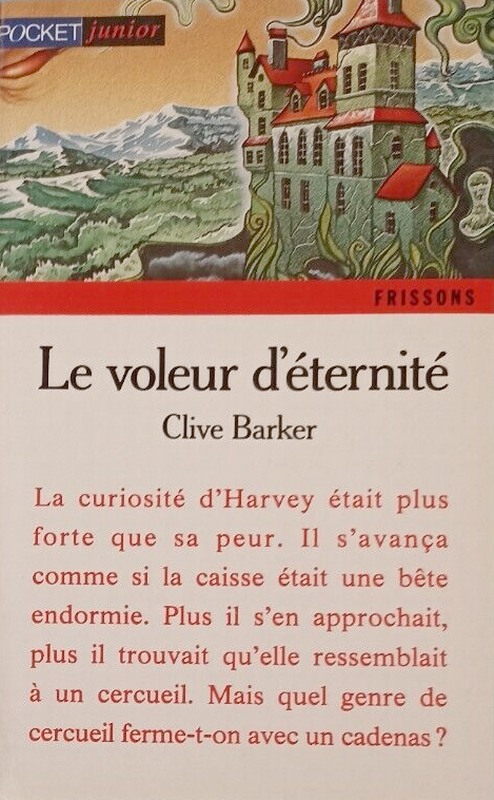 POCKET junior
FRISSONS
Le voleur d'éternité
Clive Barker
La curiosité d'Harvey était plus
forte que sa peur. Il s'avança
comme si la caisse était une bête
endormie. Plus il s'en approchait,
plus il trouvait qu'elle ressemblait
à un cercueil. Mais quel genre de
cercueil ferme-t-on avec un cadenas ?